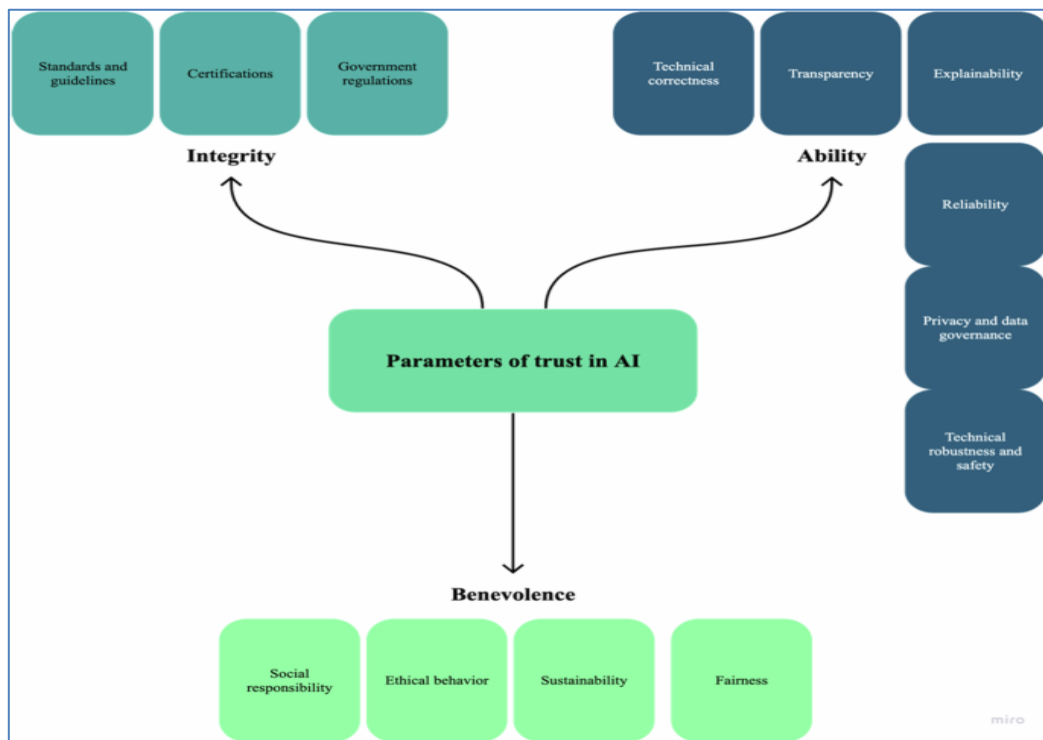 Standards and
guidelines
Certifications
Government
regulations
Integrity
Technical
correctness
Transparency
Explainability
Ability
Reliability
Privacy and data
governance
Technical
robustness and
safety
Parameters of trust in AI
Benevolence
Social
responsibility
Ethical behavior
Sustainability
Fairness
miro